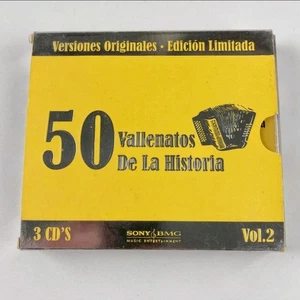 Versiones Originales • Edición Limitada
50 Vallenatos
De La Historia
3 CD'S
SONY BMG
MUSIC ENTERTAINMENT
Vol.2